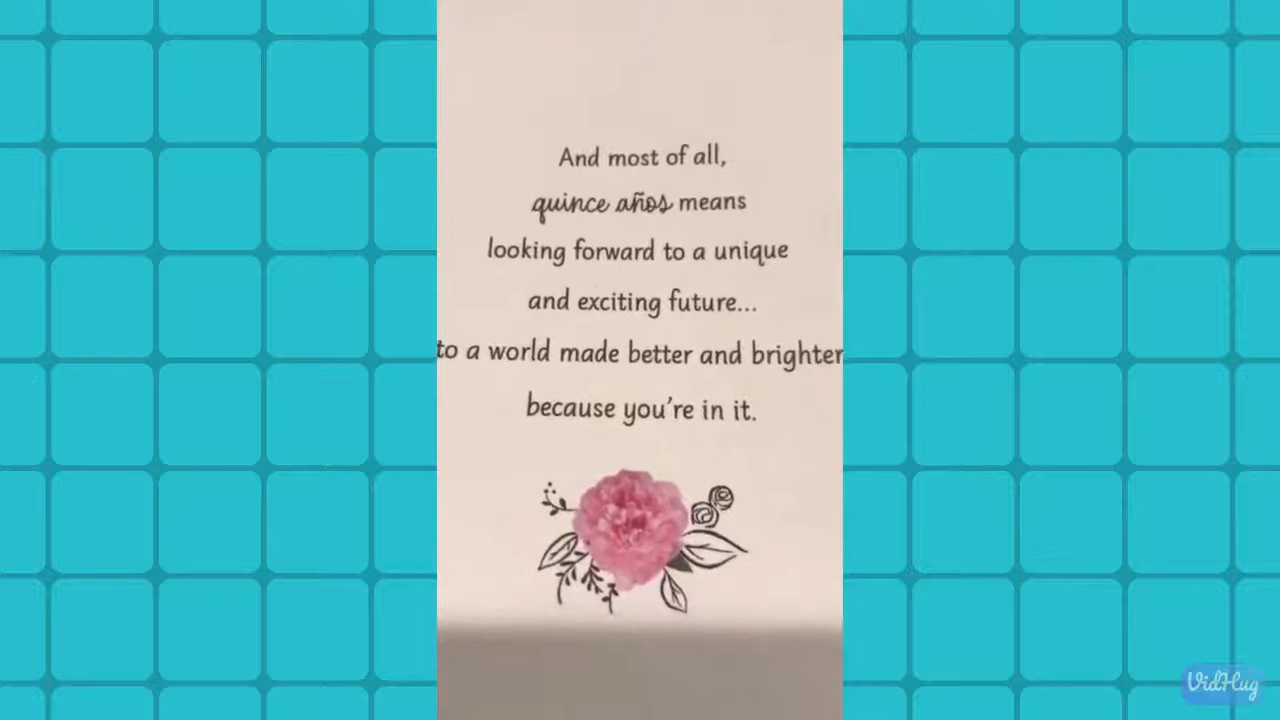 And most of all,
quince años means
looking forward to a unique
and exciting future...
to a world made better and brighter
because you're in it.
VidHug